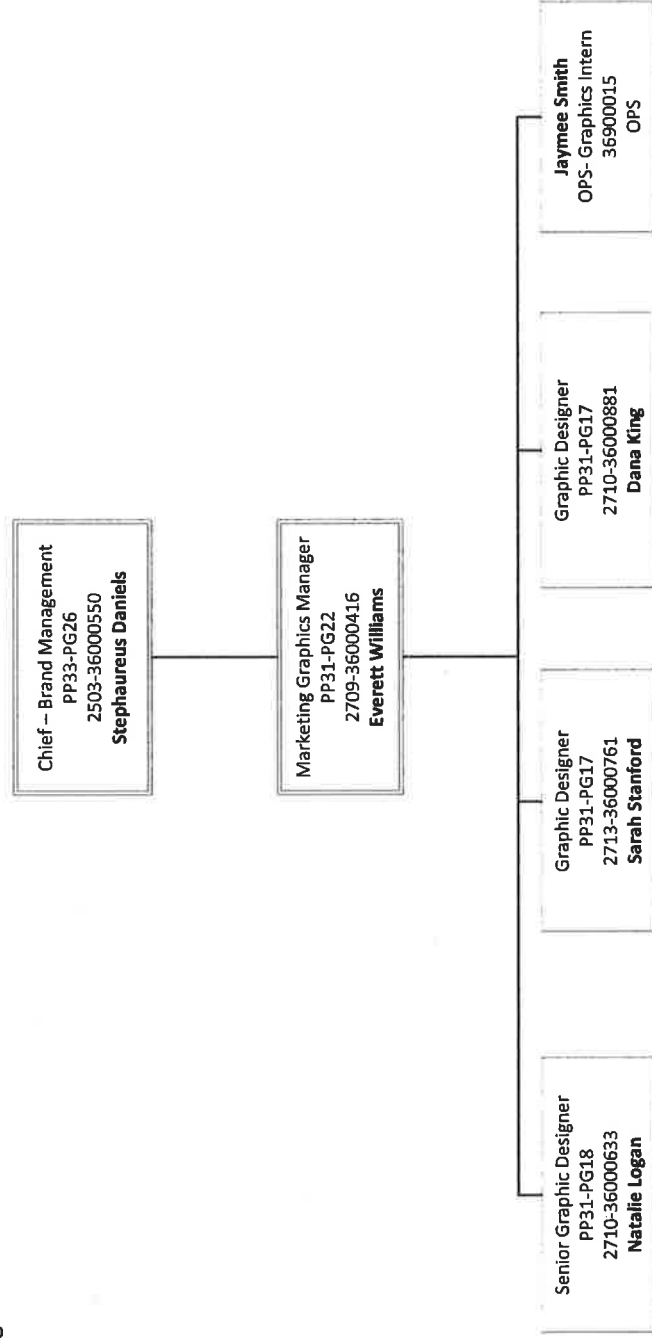 Chief – Brand Management
PP33-PG26
2503-36000550
Stephaureus Daniels
Marketing Graphics Manager
PP31-PG22
2709-36000416
Everett Williams
Senior Graphic Designer
PP31-PG18
2710-36000633
Natalie Logan
Graphic Designer
PP31-PG17
2713-36000761
Sarah Stanford
Graphic Designer
PP31-PG17
2710-36000881
Dana King
Jaymee Smith
OPS- Graphics Intern
36900015
OPS